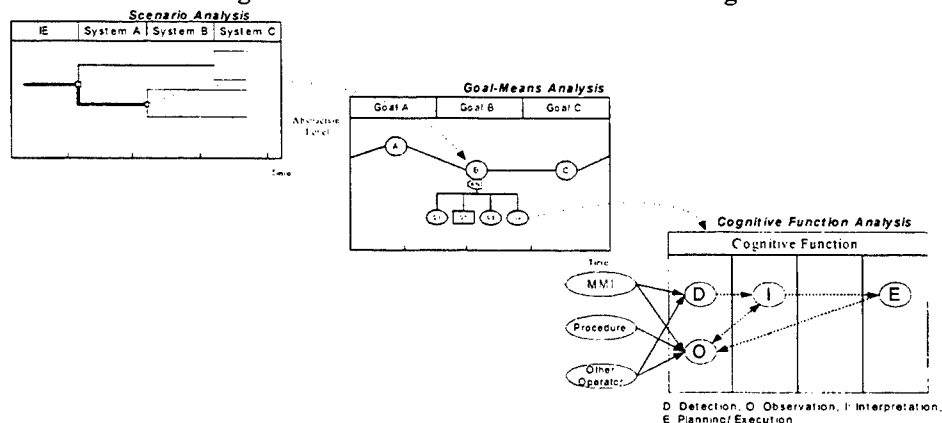 Scenario Analysis
IE System A System B System C
Time
Goal-Means Analysis
Goal A Goal B Goal C
Abstraction
Level
A
B
C
Time
Cognitive Function Analysis
Cognitive Function
MMI
D I E
Procedure
O
Other
Operator
D Detection, O Observation, I Interpretation,
E Planning/Execution